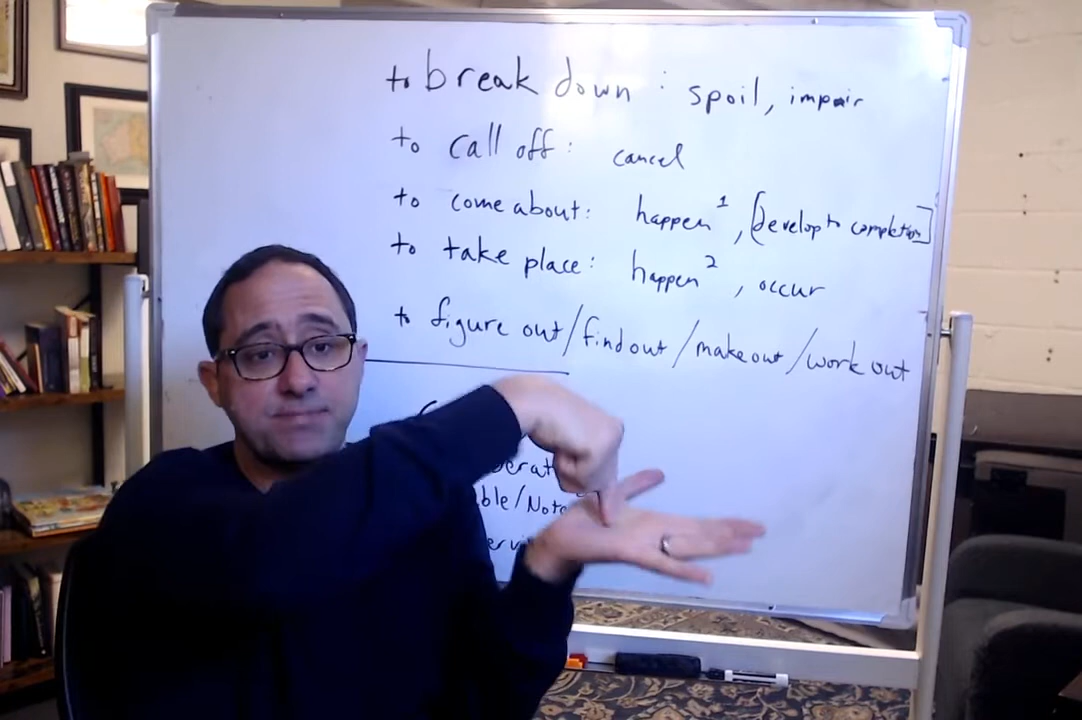 to break down : spoil, impair
to call off : cancel
to come about : happen¹, [develop to completion]
to take place : happen², occur
to figure out / find out / make out / work out